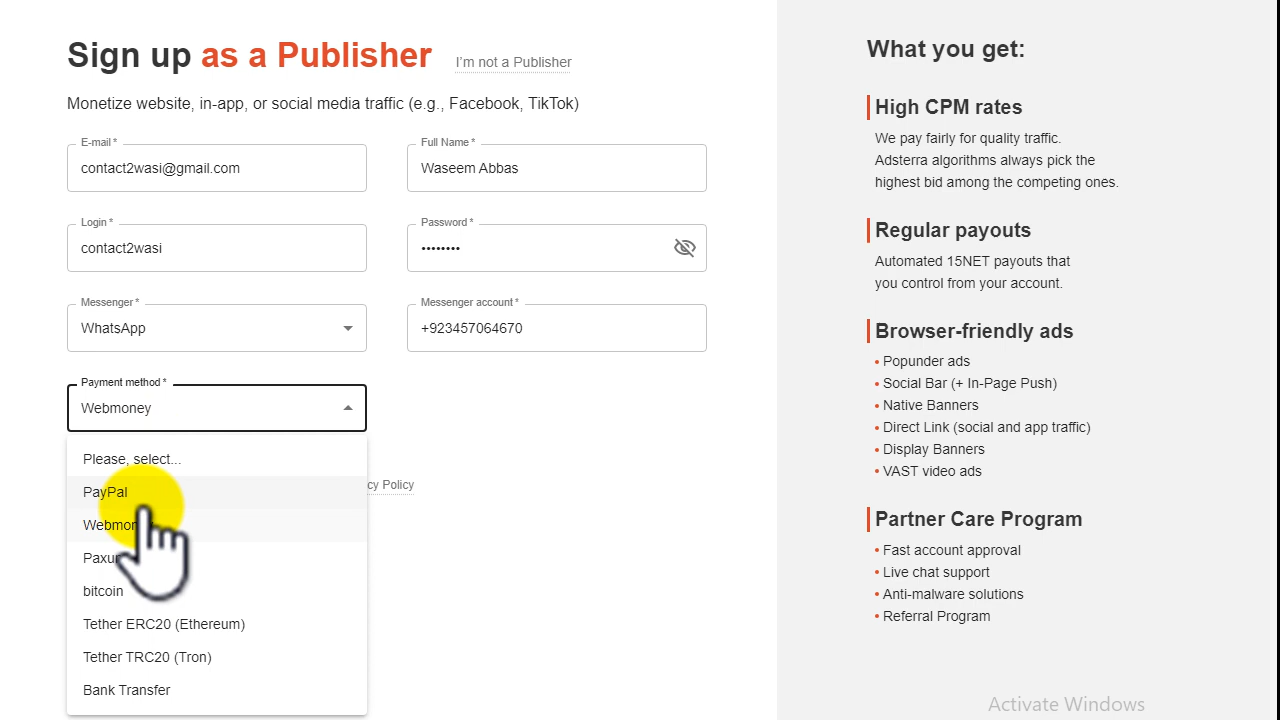 Sign up as a Publisher I'm not a Publisher
Monetize website, in-app, or social media traffic (e.g., Facebook, TikTok)
E-mail *
contact2wasi@gmail.com
Full Name *
Waseem Abbas
Login *
contact2wasi
Password *
••••••••
Messenger *
WhatsApp
Messenger account *
+923457064670
Payment method *
Webmoney
Please, select...
PayPal
bitcoin
Tether ERC20 (Ethereum)
Tether TRC20 (Tron)
Bank Transfer
Policy
What you get:
High CPM rates
We pay fairly for quality traffic.
Adsterra algorithms always pick the
highest bid among the competing ones.
Regular payouts
Automated 15NET payouts that
you control from your account.
Browser-friendly ads
• Popunder ads
• Social Bar (+ In-Page Push)
• Native Banners
• Direct Link (social and app traffic)
• Display Banners
• VAST video ads
Partner Care Program
• Fast account approval
• Live chat support
• Anti-malware solutions
• Referral Program
Activate Windows